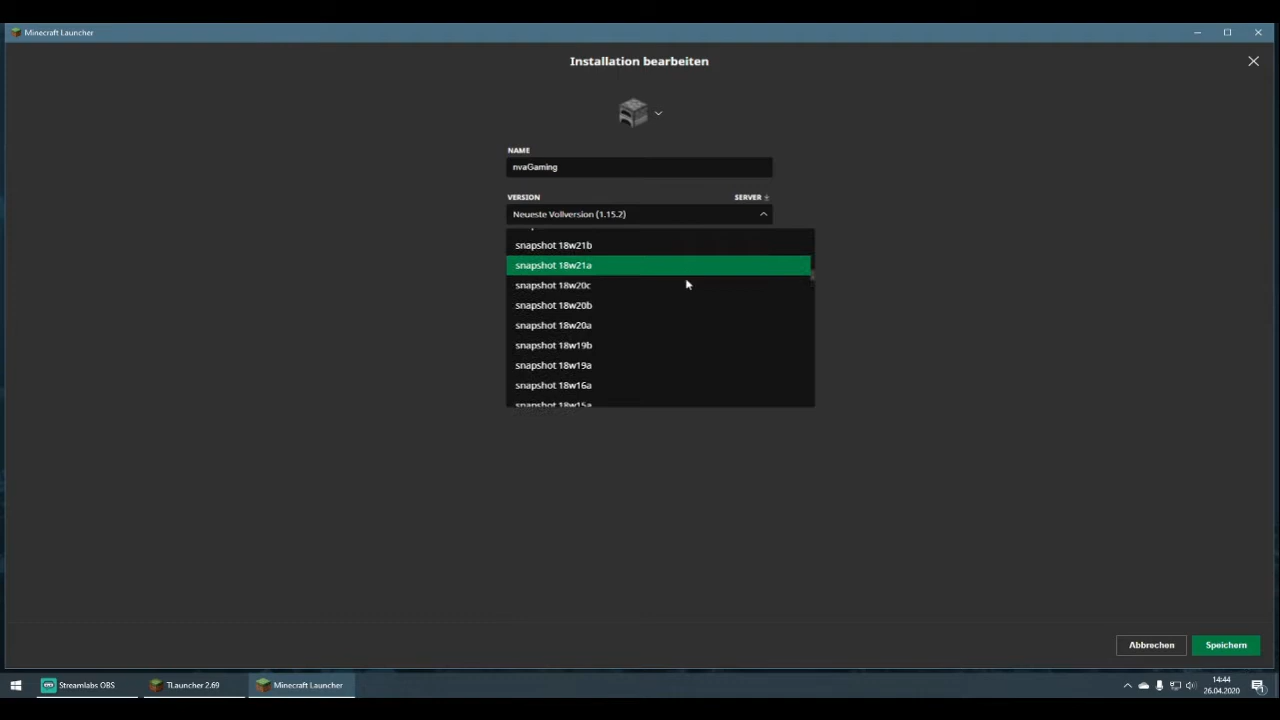 Minecraft Launcher
Installation bearbeiten
NAME
nvaGaming
VERSION
SERVER
Neueste Vollversion (1.15.2)
snapshot 18w21b
snapshot 18w21a
snapshot 18w20c
snapshot 18w20b
snapshot 18w20a
snapshot 18w19b
snapshot 18w19a
snapshot 18w16a
snapshot 18w15a
Abbrechen
Speichern
Streamlabs OBS
TLauncher 2.69
Minecraft Launcher
14:44
26.04.2020